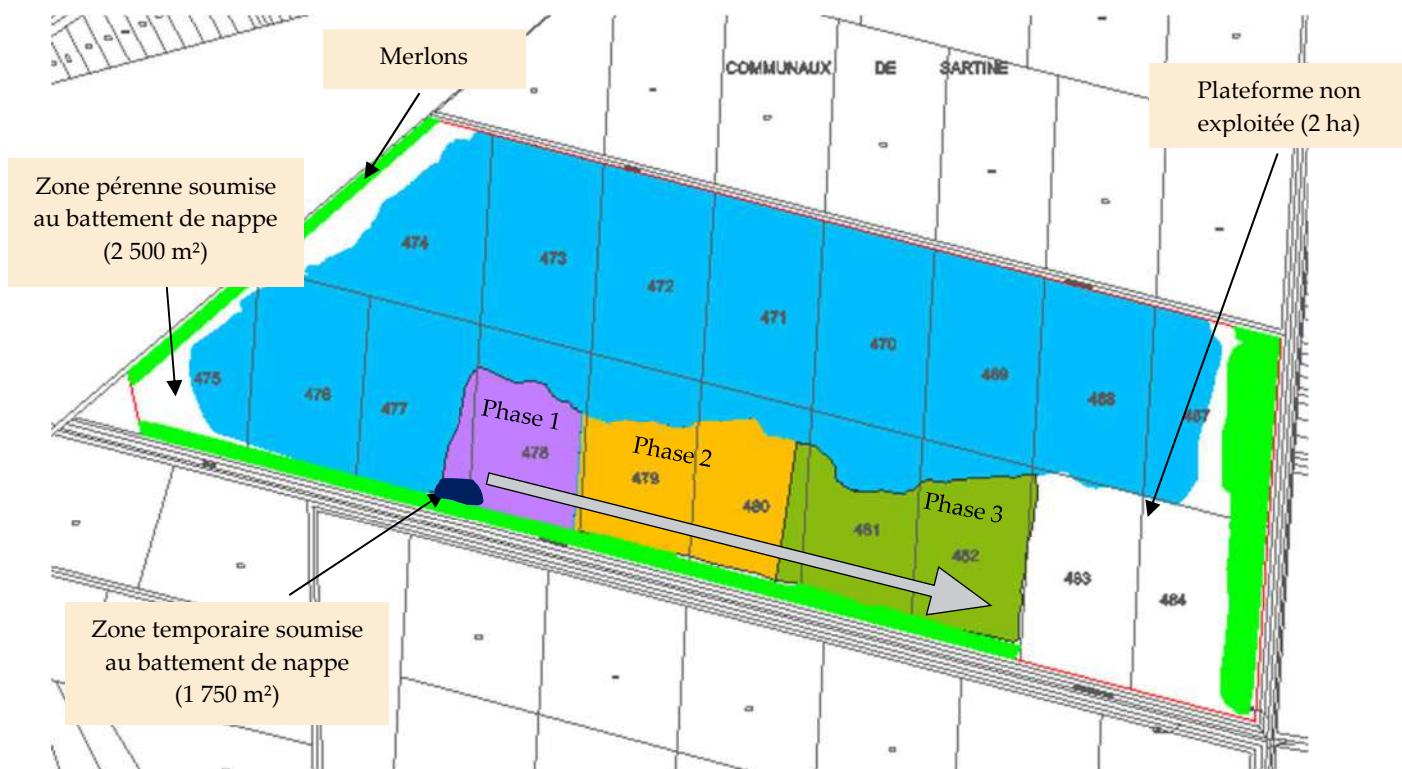 Merlons
COMMUNAUX DE SARTINE
Plateforme non
exploitée (2 ha)
Zone pérenne soumise
au battement de nappe
(2 500 m²)
474
473
472
471
470
469
468
467
475
476
477
Phase 1
478
Phase 2
479
480
Phase 3
481
482
483
484
Zone temporaire soumise
au battement de nappe
(1 750 m²)